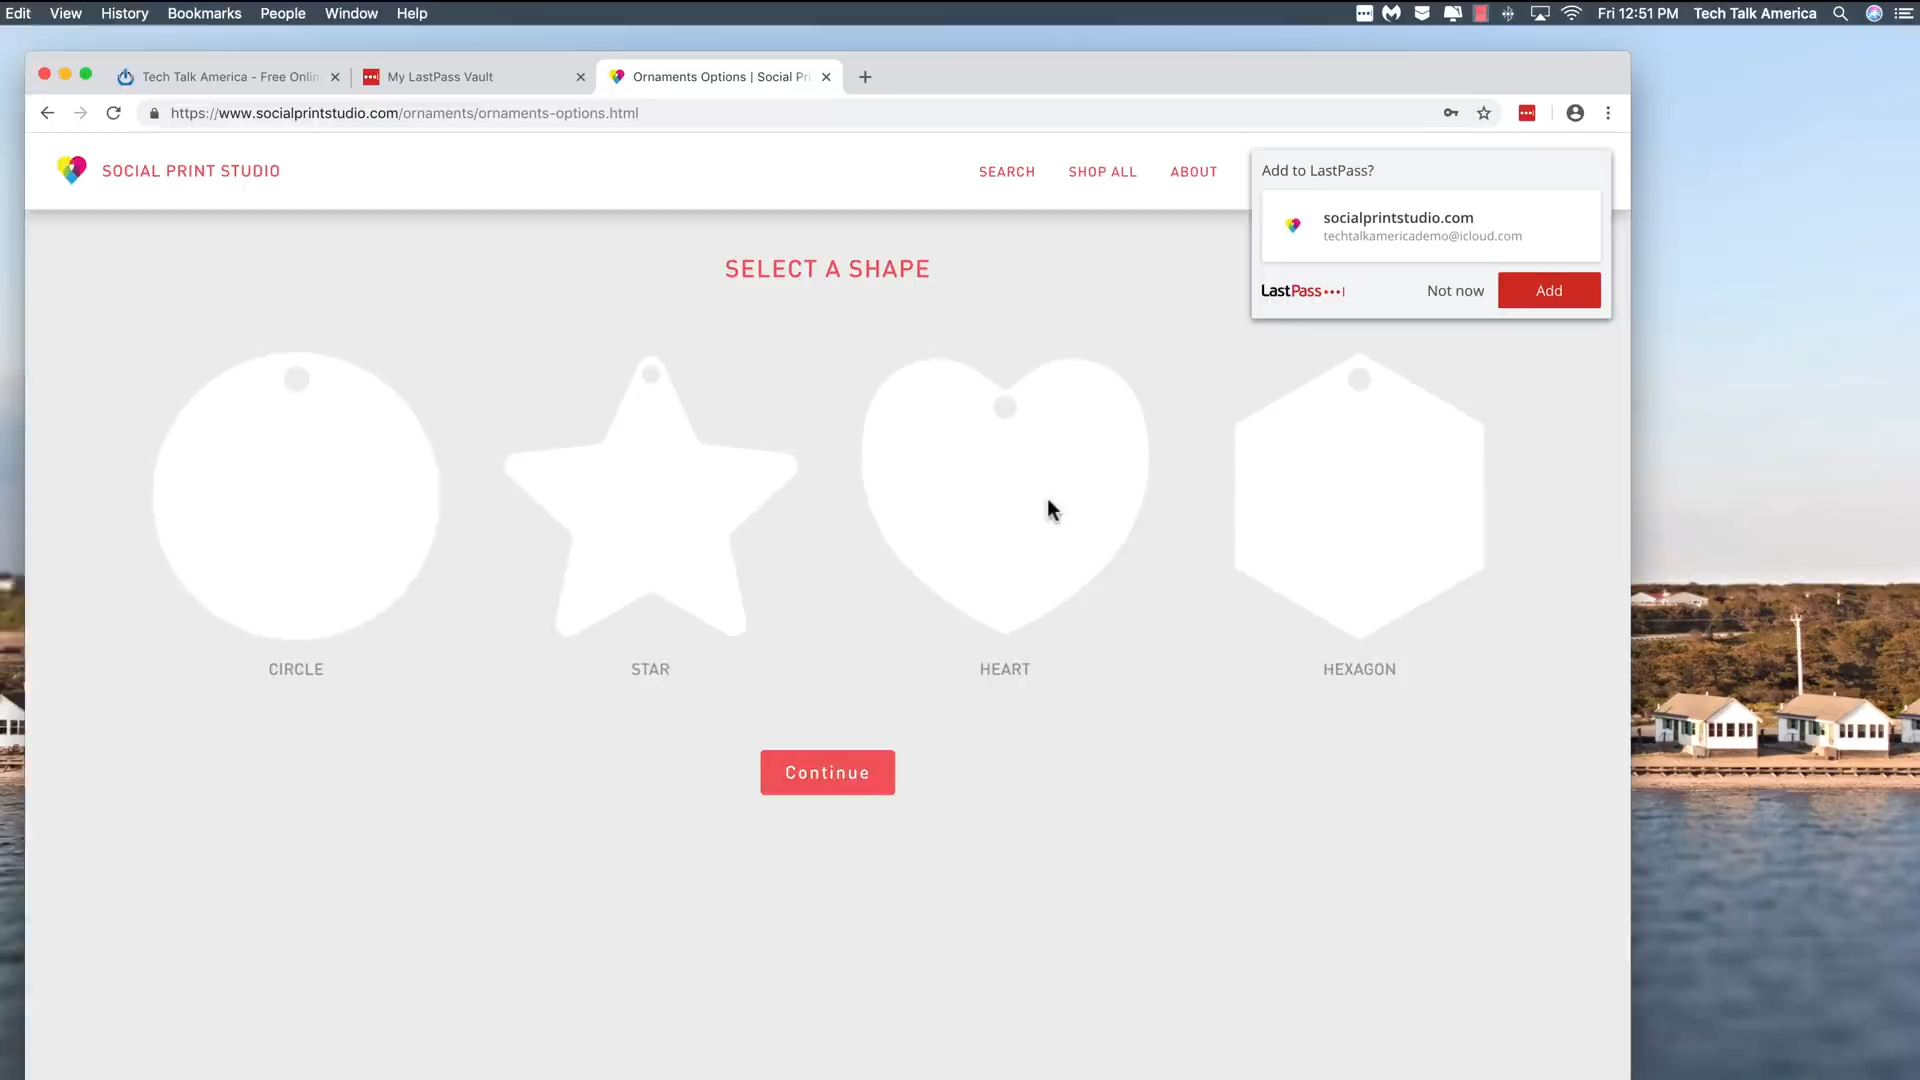 Edit View History Bookmarks People Window Help Fri 12:51 PM Tech Talk America
Tech Talk America - Free Onlin My LastPass Vault Ornaments Options | Social Pri
https://www.socialprintstudio.com/ornaments/ornaments-options.html
SOCIAL PRINT STUDIO SEARCH SHOP ALL ABOUT
Add to LastPass?
socialprintstudio.com
techtalkamericademo@icloud.com
LastPass Not now Add
SELECT A SHAPE
CIRCLE STAR HEART HEXAGON
Continue